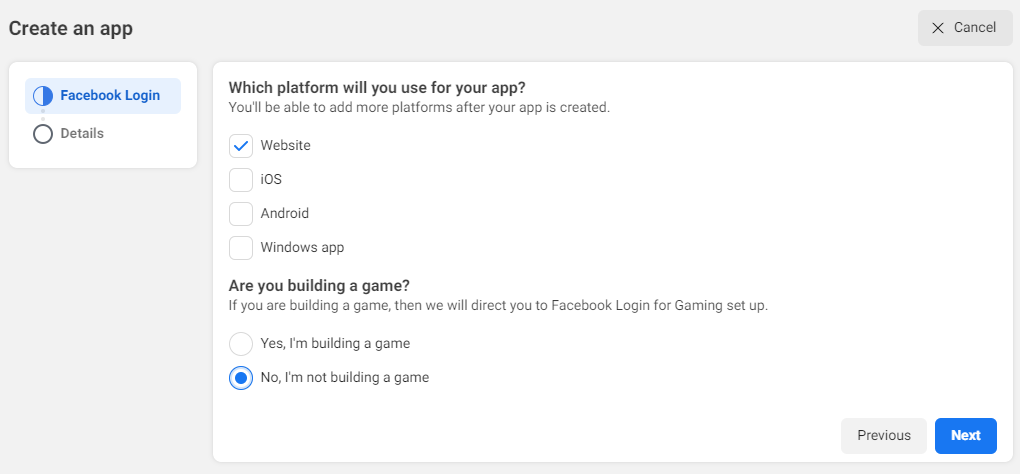 Create an app
Cancel
Facebook Login
Details
Which platform will you use for your app?
You'll be able to add more platforms after your app is created.
Website
iOS
Android
Windows app
Are you building a game?
If you are building a game, then we will direct you to Facebook Login for Gaming set up.
Yes, I'm building a game
No, I'm not building a game
Previous
Next